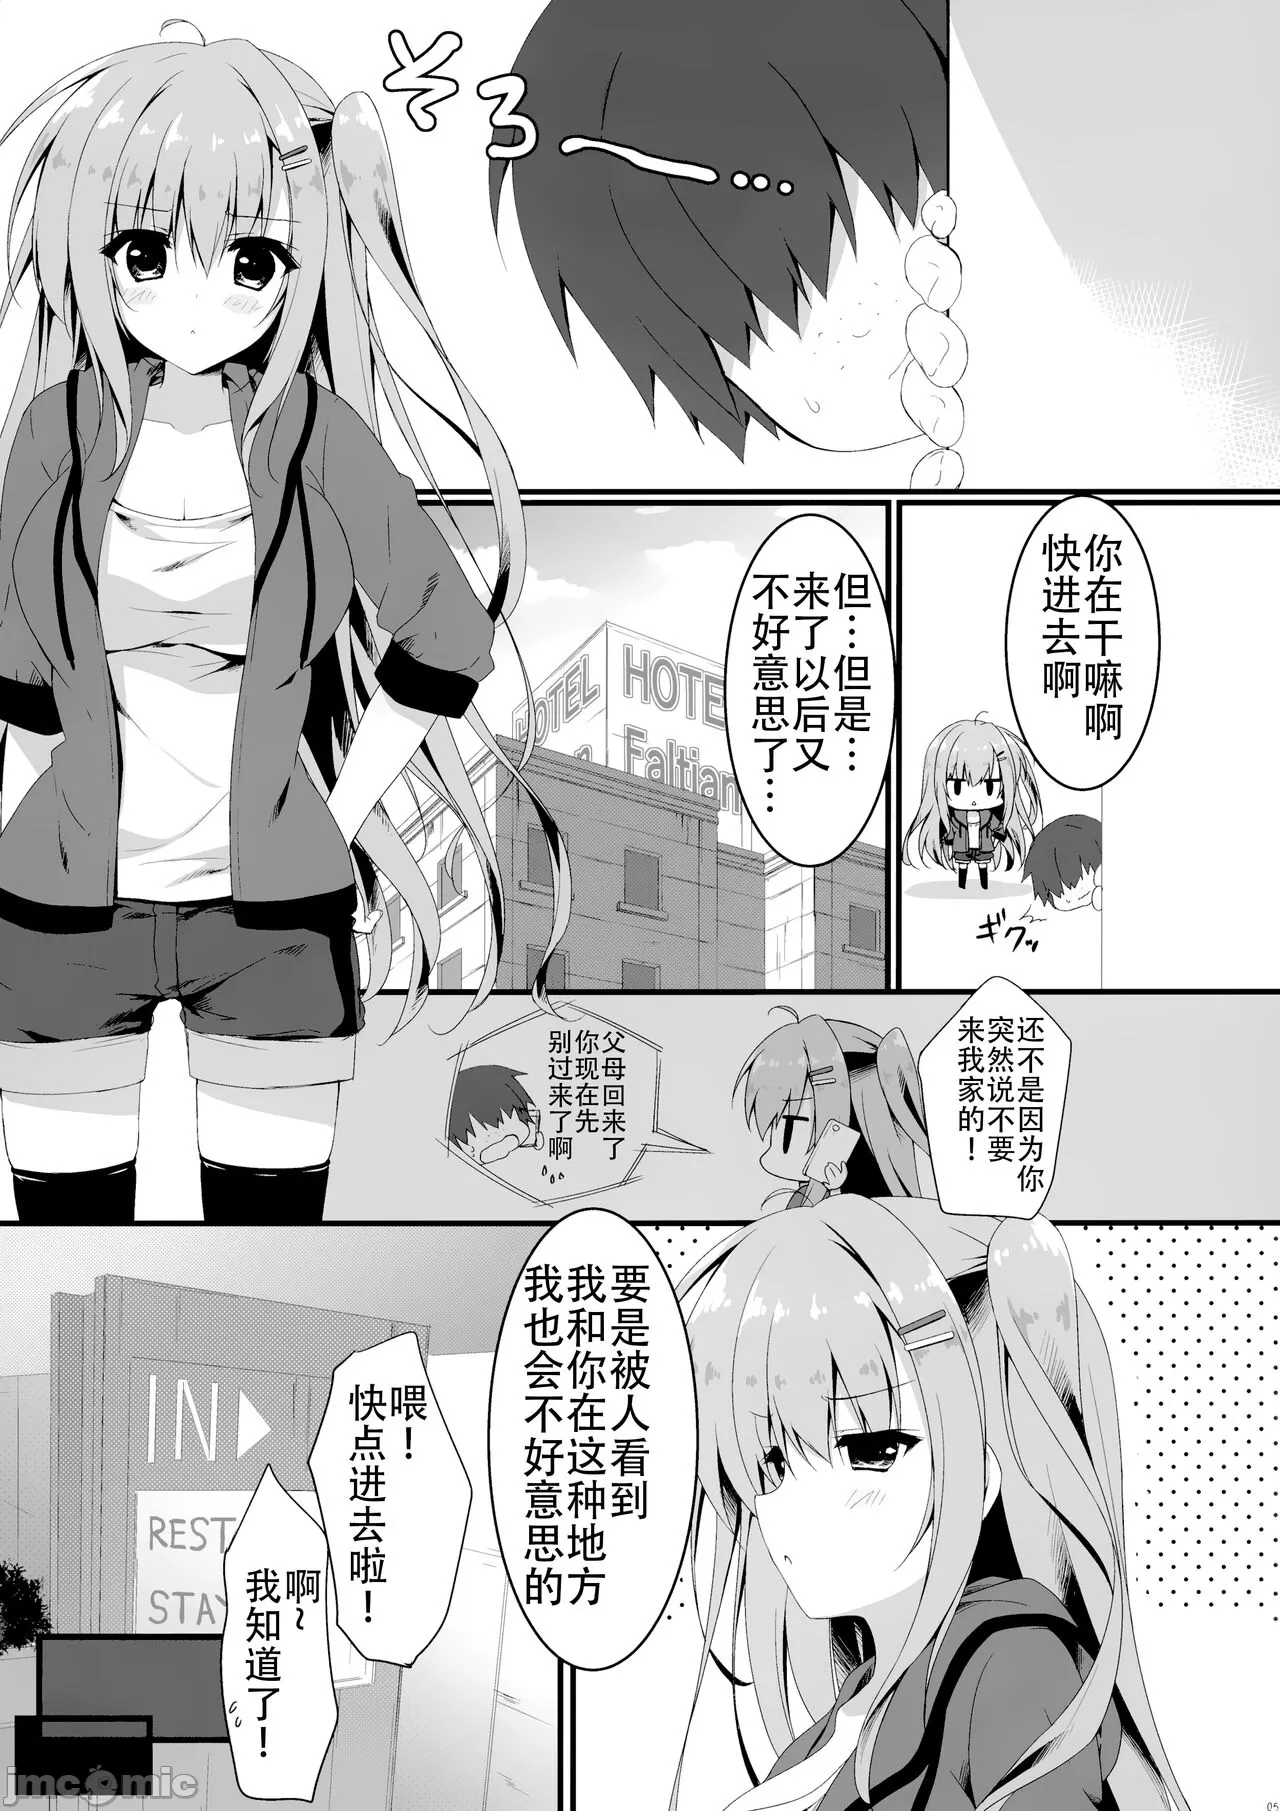 そろ〜…
你在干嘛啊
快进去啊
ギクッ
但…但是…
来了以后又
不好意思了…
HOTEL
HOTE
Faltian
还不是因为你
突然说不要
来我家的！
父母回来了
你现在先
别过来了啊
要是被人看到
我和你在这种地方
我也会不好意思的
喂！
快点进去啦！
啊~
我知道了！
IN▶
REST
STAY
jmcomic
05